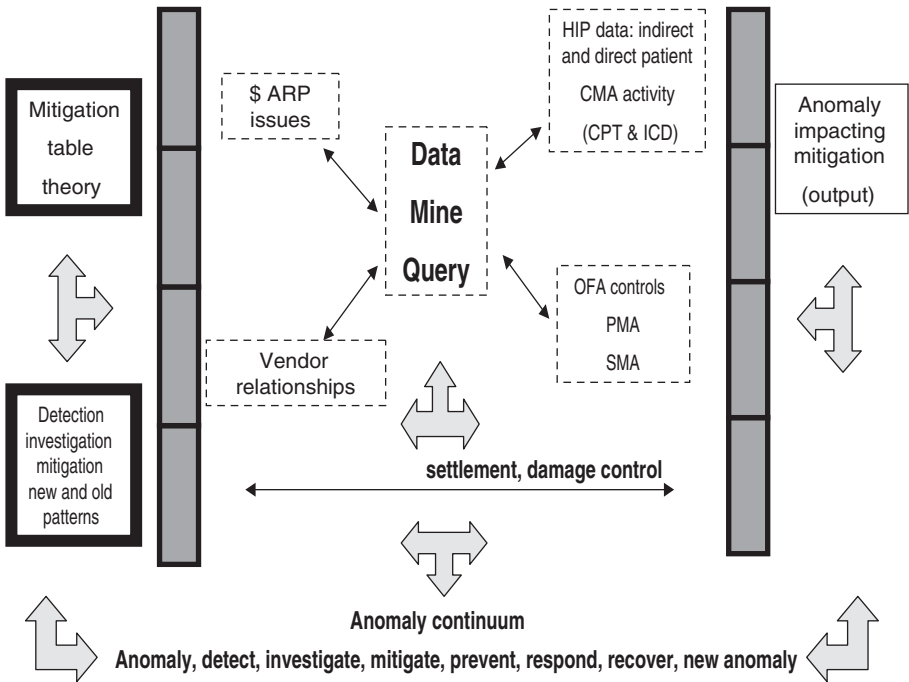 Mitigation
table
theory
Detection
investigation
mitigation
new and old
patterns
$ ARP
issues
Vendor
relationships
Data
Mine
Query
HIP data: indirect
and direct patient
CMA activity
(CPT & ICD)
OFA controls
PMA
SMA
Anomaly
impacting
mitigation
(output)
settlement, damage control
Anomaly continuum
Anomaly, detect, investigate, mitigate, prevent, respond, recover, new anomaly